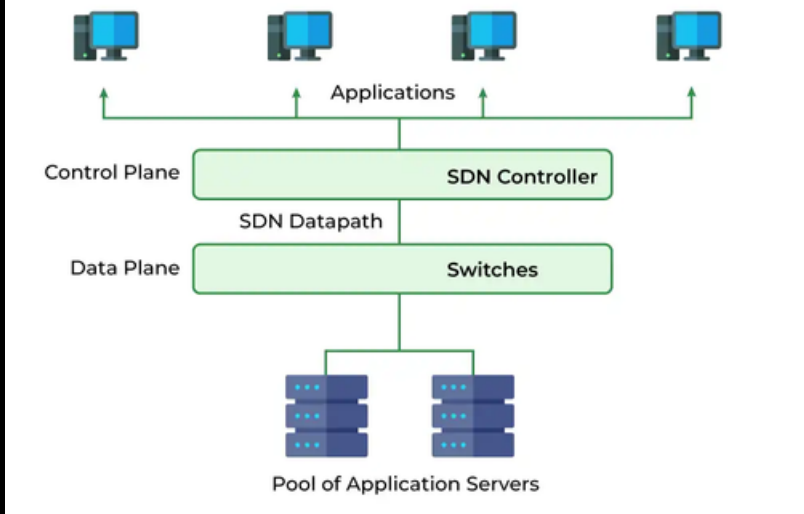 Applications
Control Plane
SDN Controller
SDN Datapath
Data Plane
Switches
Pool of Application Servers